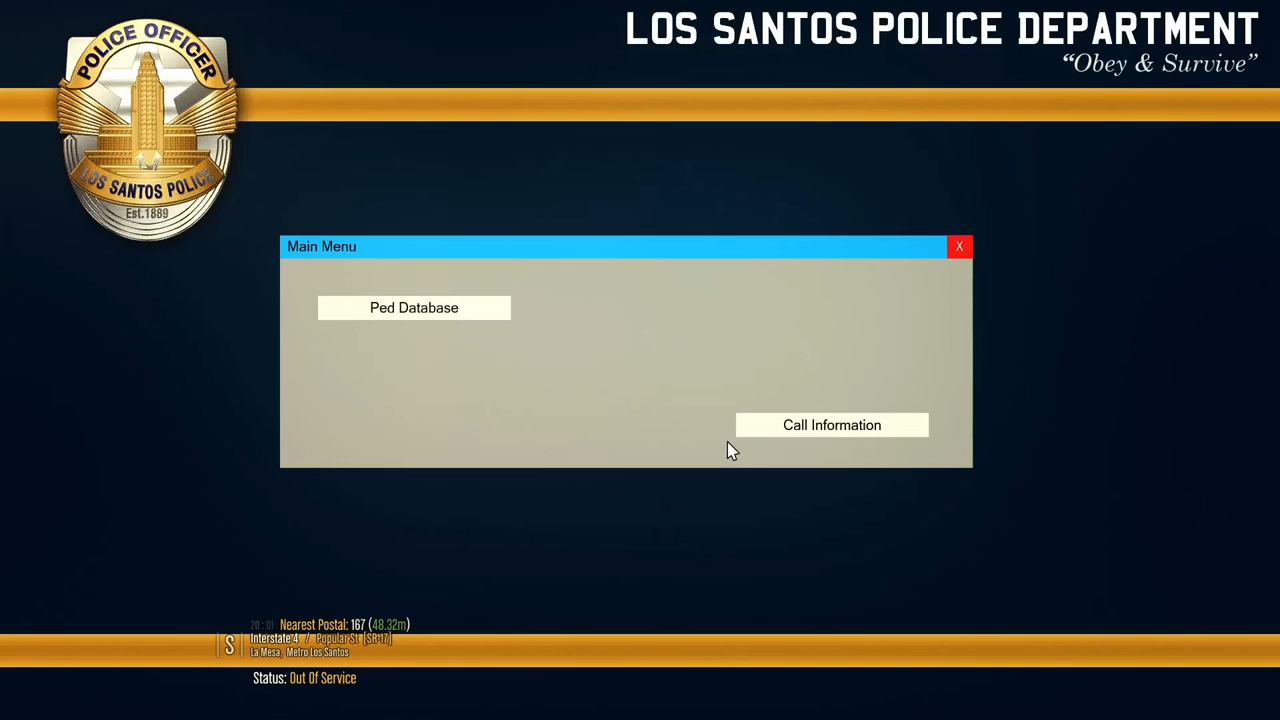 LOS SANTOS POLICE DEPARTMENT
“Obey & Survive”
POLICE OFFICER
LOS SANTOS POLICE
Est.1889
Main Menu
X
Ped Database
Call Information
20:01 Nearest Postal: 167 (48.32m)
S
Interstate 4 / Popular St [SR-17]
La Mesa, Metro Los Santos
Status: Out Of Service